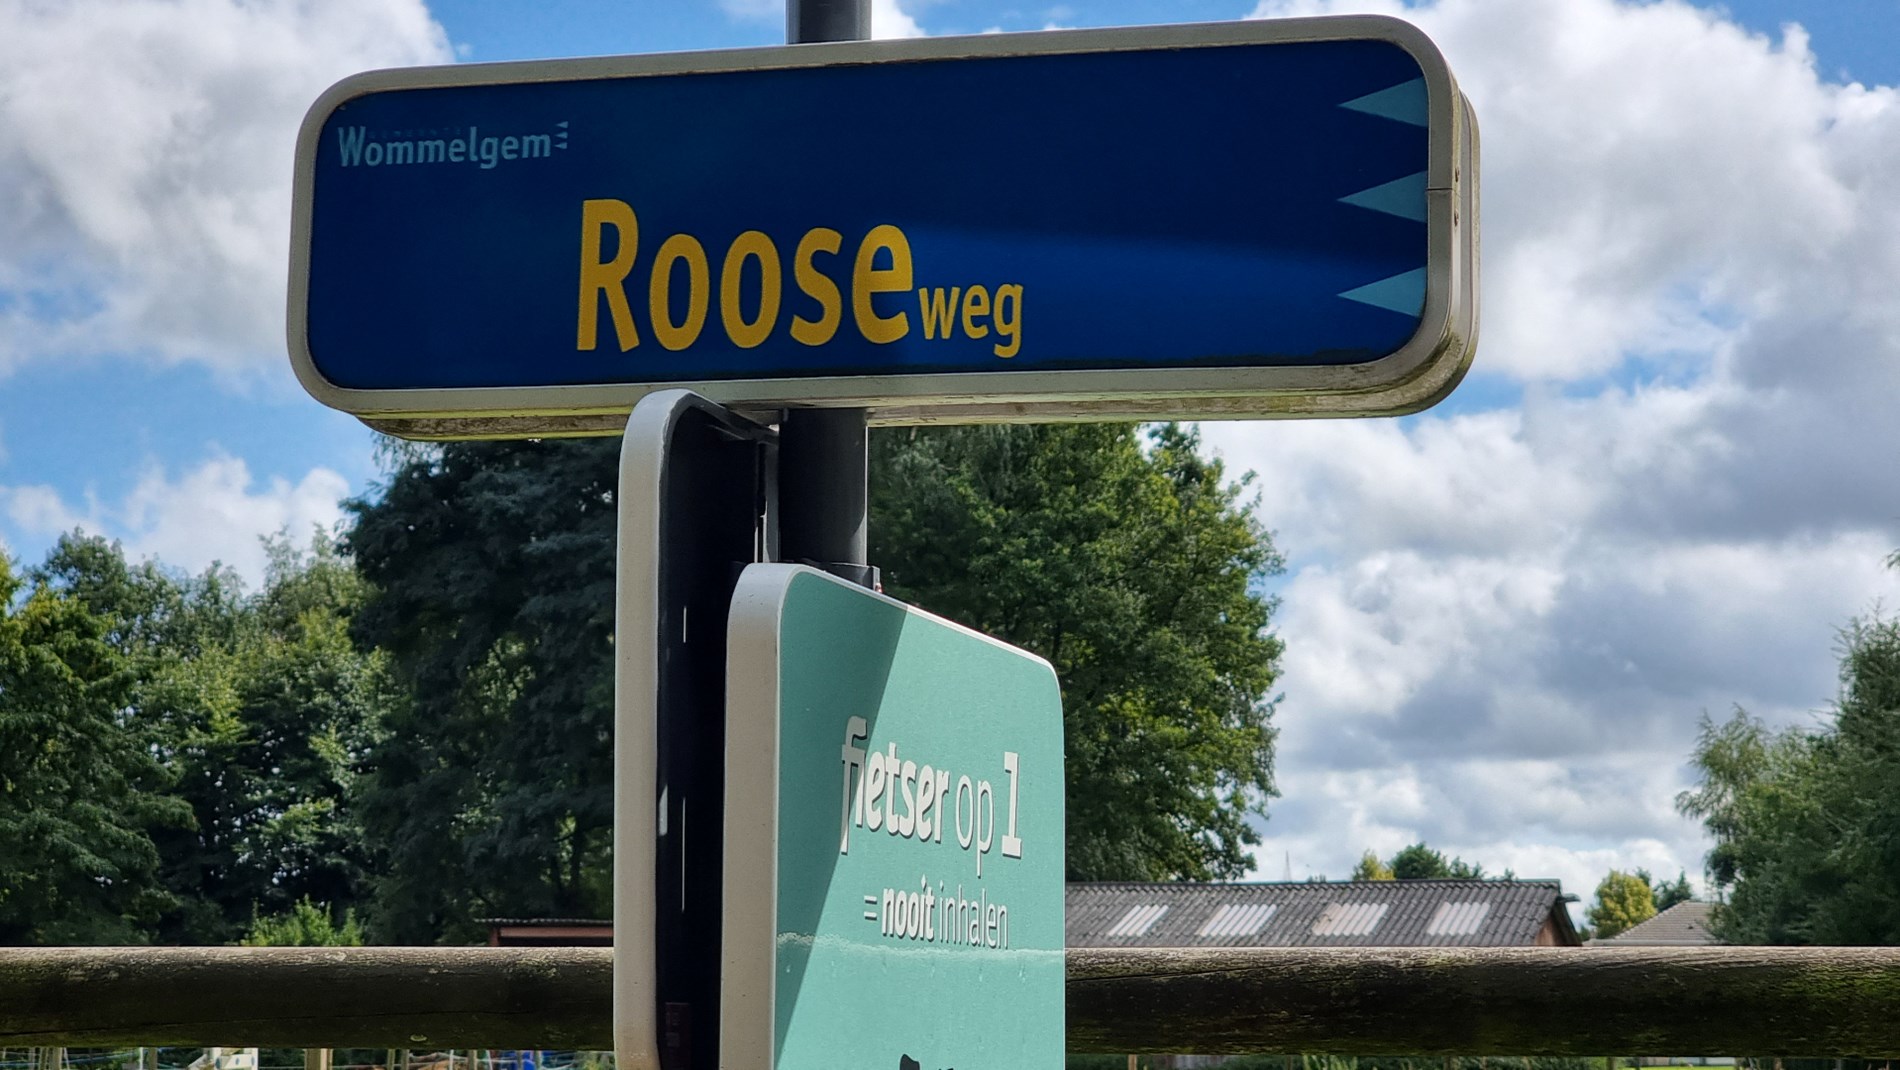 Wommelgem
Rooseweg
fietser op 1
= nooit inhalen